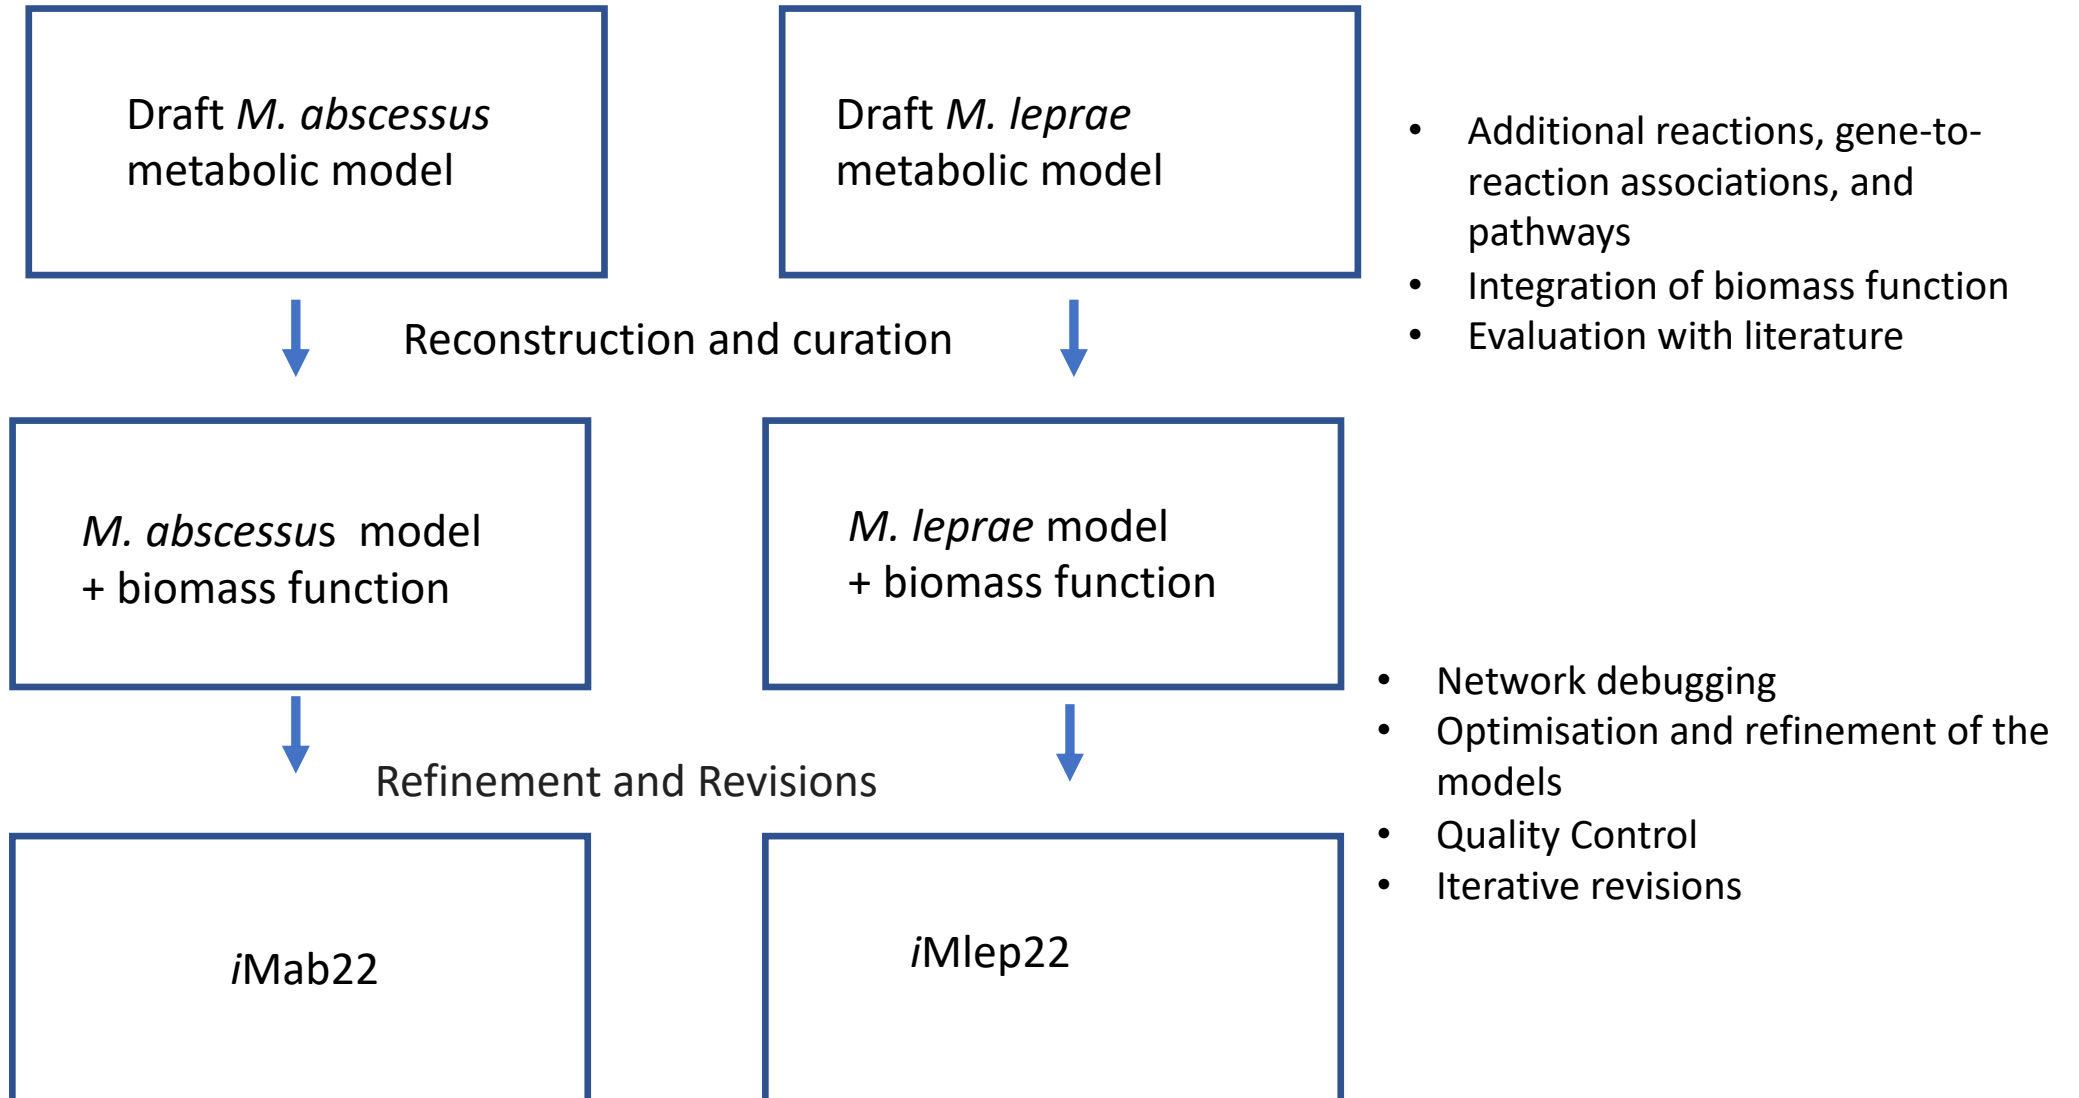 Draft M. abscessus
metabolic model
Draft M. leprae
metabolic model
• Additional reactions, gene-to-
reaction associations, and
pathways
• Integration of biomass function
• Evaluation with literature
Reconstruction and curation
M. abscessus  model
+ biomass function
M. leprae model
+ biomass function
• Network debugging
• Optimisation and refinement of the
models
• Quality Control
• Iterative revisions
Refinement and Revisions
iMab22
iMlep22